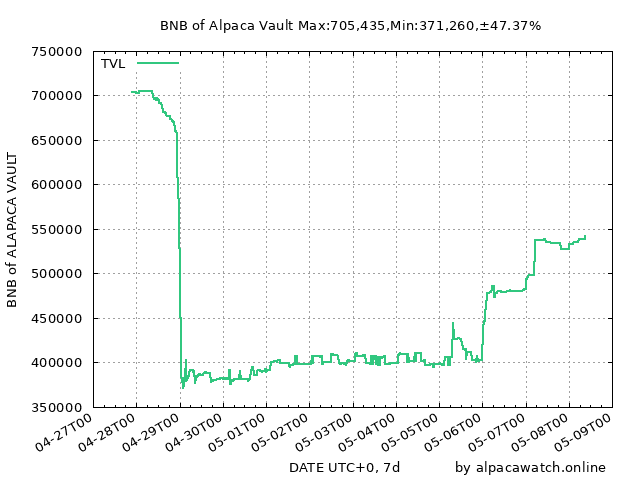 BNB of Alpaca Vault Max:705,435,Min:371,260,±47.37%
TVL
750000
700000
650000
600000
550000
500000
450000
400000
350000
BNB of ALAPACA VAULT
04-27T00
04-28T00
04-29T00
04-30T00
05-01T00
05-02T00
05-03T00
05-04T00
05-05T00
05-06T00
05-07T00
05-08T00
05-09T00
DATE UTC+0, 7d
by alpacawatch.online